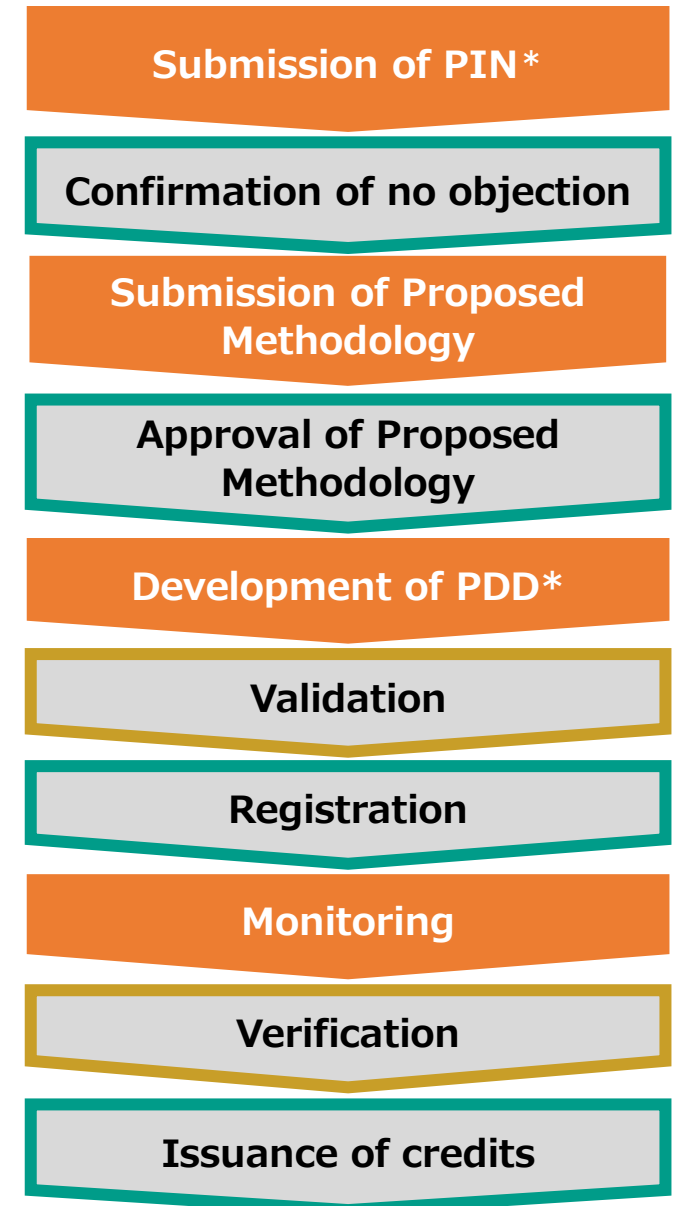 Submission of PIN*
Confirmation of no objection
Submission of Proposed
Methodology
Approval of Proposed
Methodology
Development of PDD*
Validation
Registration
Monitoring
Verification
Issuance of credits